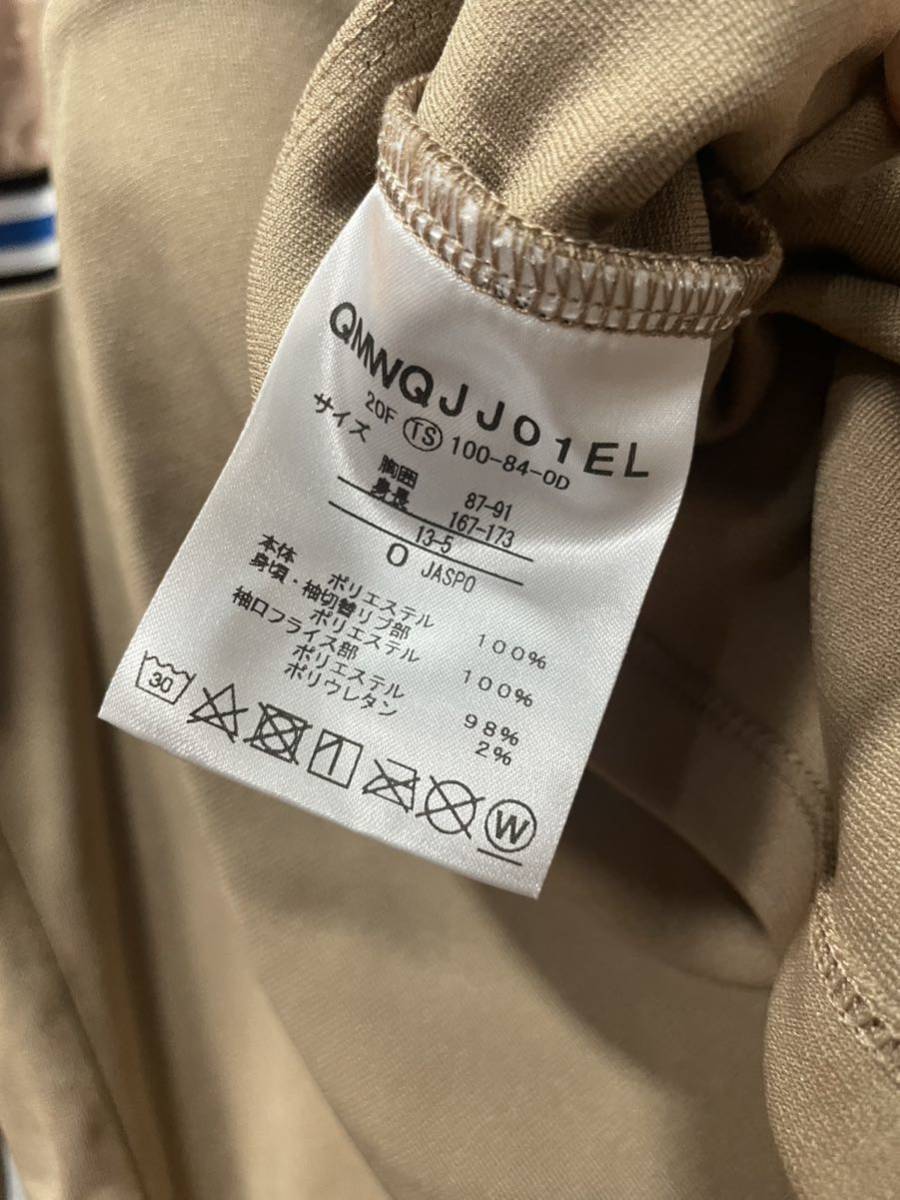 QMWQJJ01EL
20F TS 100-84-0D
サイズ
胸囲 87-91
身長 167-173
13-5
O JASPO
本体
ポリエステル 100%
身頃・袖切替リブ部
ポリエステル 100%
袖口フライス部
ポリエステル 98%
ポリウレタン 2%
30
W